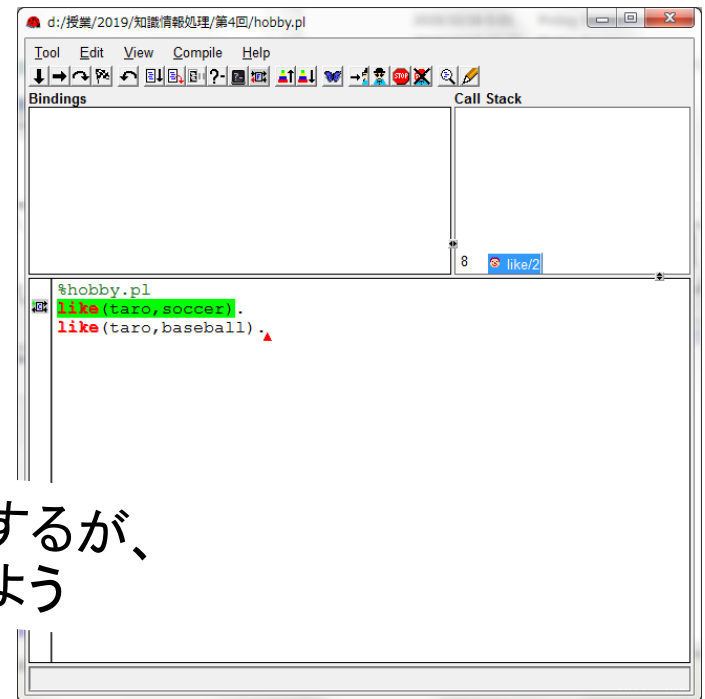 d:/授業/2019/知識情報処理/第4回/hobby.pl
Tool Edit View Compile Help
Bindings
Call Stack
8 like/2
%hobby.pl
like(taro,soccer).
like(taro,baseball).
するが、
よう